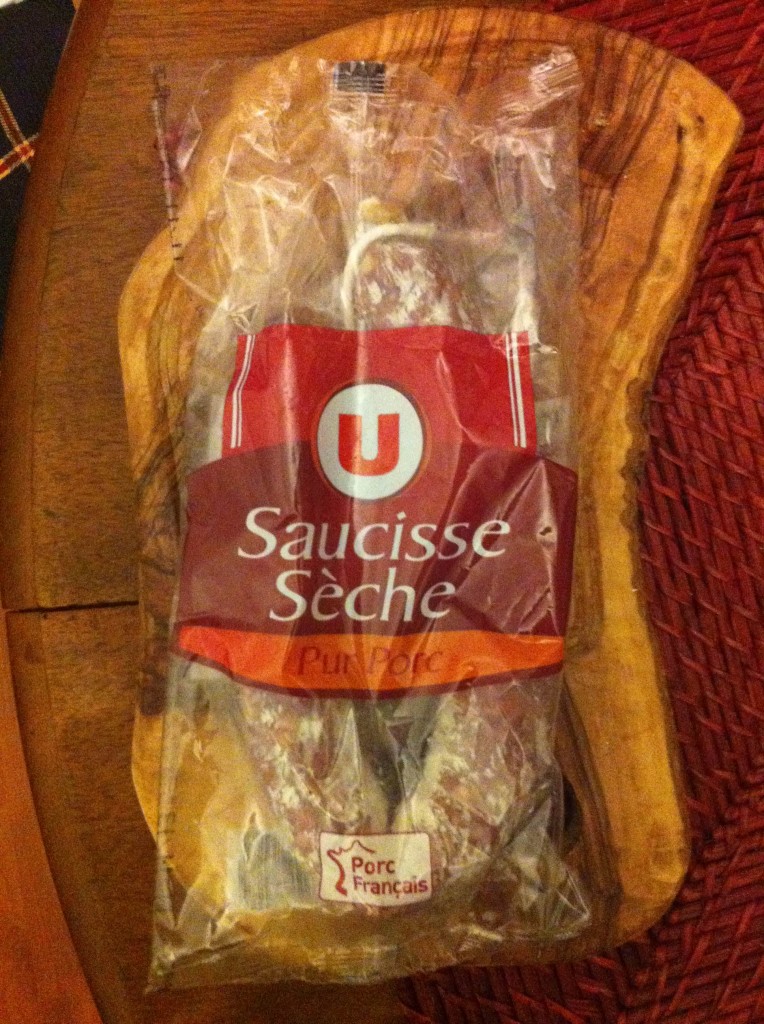 U
Saucisse
Sèche
Pur Porc
Porc
Français